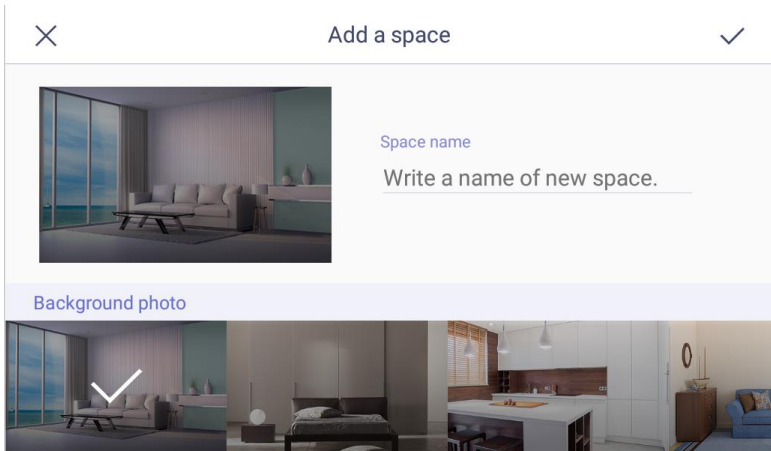 Add a space
Space name
Write a name of new space.
Background photo